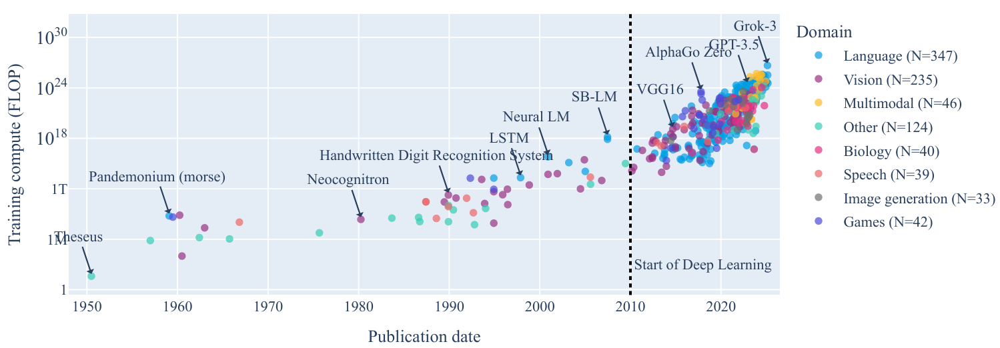 Grok-3
GPT-3.5
AlphaGo Zero
VGG16
SB-LM
Neural LM
LSTM
Handwritten Digit Recognition System
Neocognitron
Pandemonium (morse)
Theseus
Start of Deep Learning
Training compute (FLOP)
10^30
10^24
10^18
1T
1M
1
1950 1960 1970 1980 1990 2000 2010 2020
Publication date
Domain
Language (N=347)
Vision (N=235)
Multimodal (N=46)
Other (N=124)
Biology (N=40)
Speech (N=39)
Image generation (N=33)
Games (N=42)